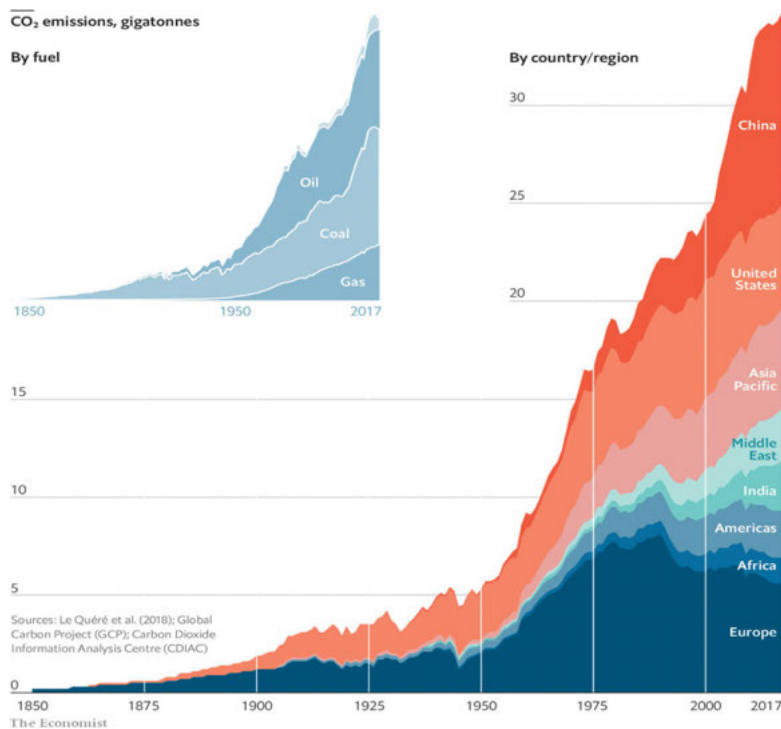 CO₂ emissions, gigatonnes
By fuel
Oil
Coal
Gas
1850
1950
2017
By country/region
30
25
20
15
10
5
0
China
United
States
Asia
Pacific
Middle
East
India
Americas
Africa
Europe
Sources: Le Quéré et al. (2018); Global
Carbon Project (GCP); Carbon Dioxide
Information Analysis Centre (CDIAC)
1850
1875
1900
1925
1950
1975
2000
2017
The Economist